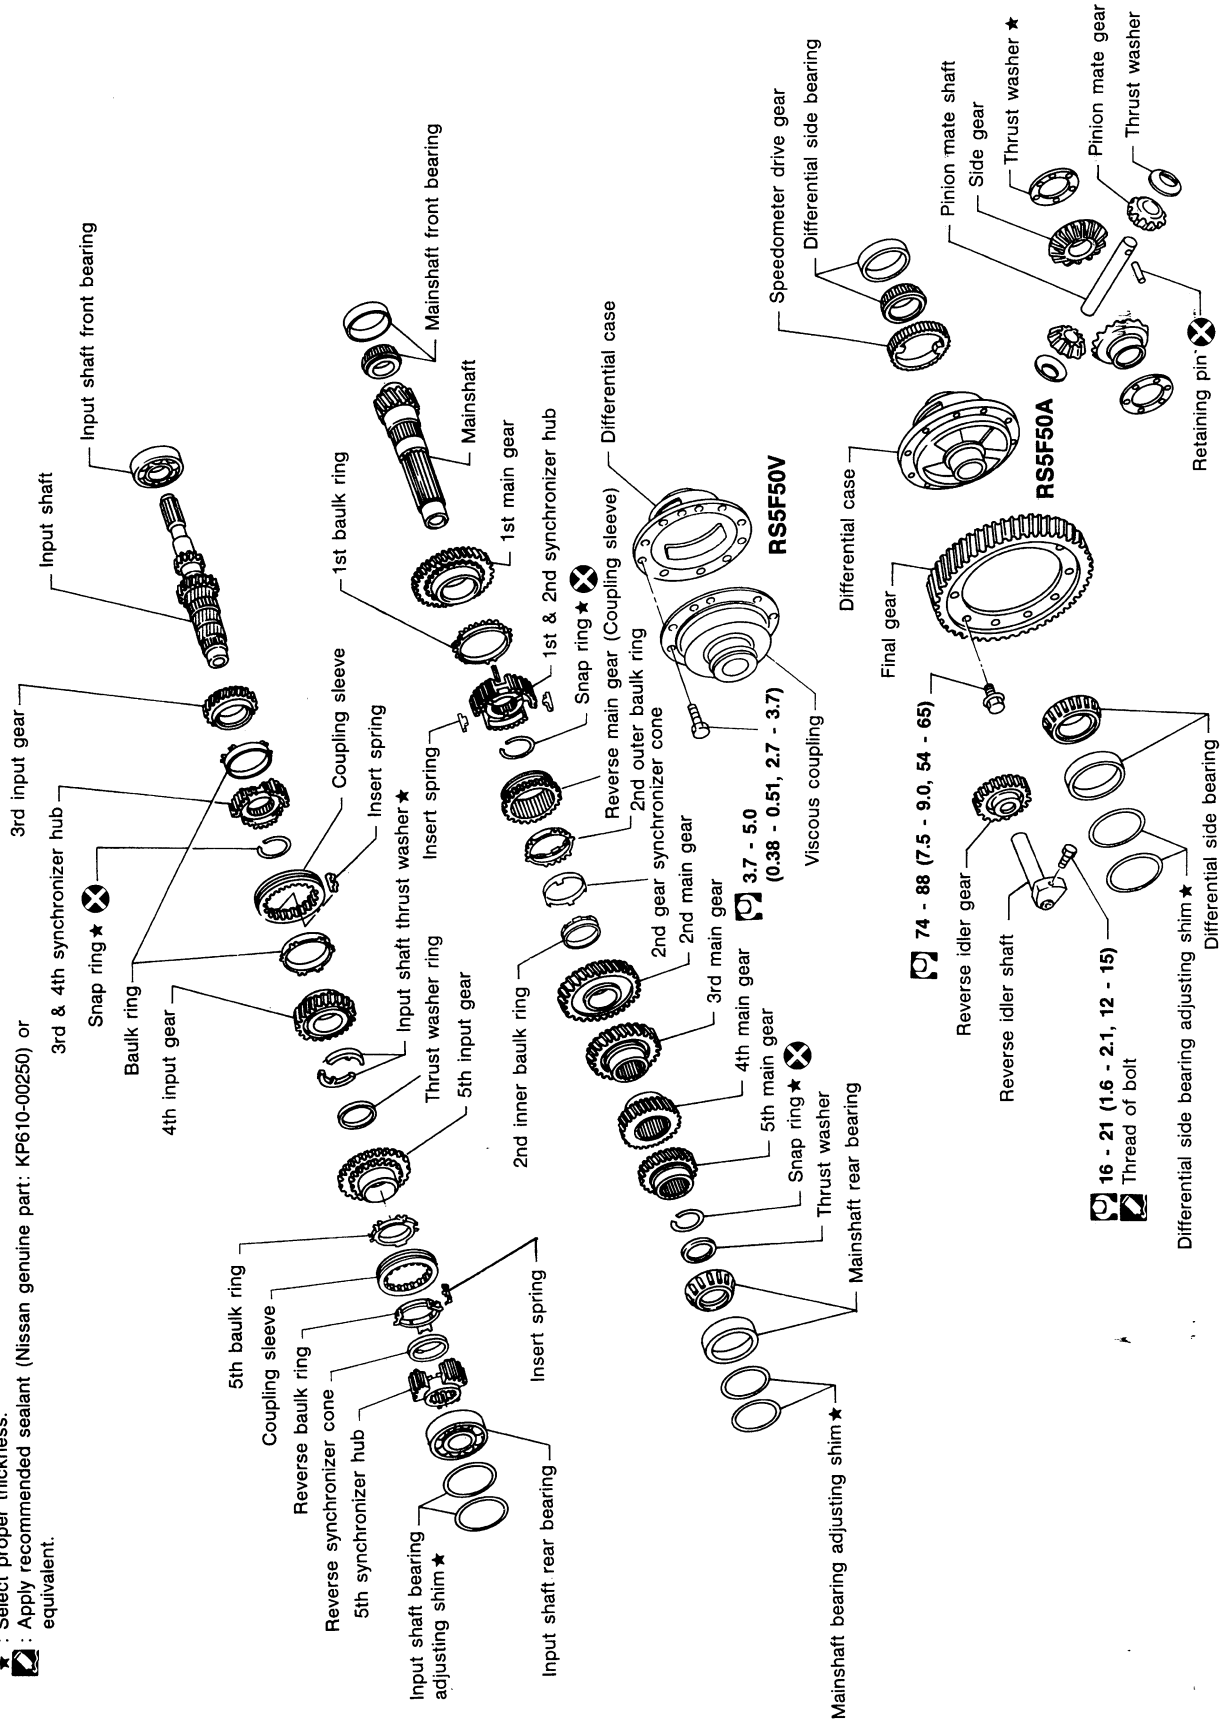 ★ : Select proper thickness.
: Apply recommended sealant (Nissan genuine part: KP610-00250) or
equivalent.
3rd input gear
3rd & 4th synchronizer hub
Snap ring★
Baulk ring
4th input gear
Input shaft
Input shaft front bearing
Coupling sleeve
Insert spring
Input shaft thrust washer★
Thrust washer ring
5th input gear
5th baulk ring
Coupling sleeve
Reverse baulk ring
Reverse synchronizer cone
5th synchronizer hub
Input shaft bearing
adjusting shim★
Input shaft rear bearing
Insert spring
Mainshaft front bearing
Mainshaft
1st main gear
1st baulk ring
1st & 2nd synchronizer hub
Insert spring
Snap ring★
Reverse main gear (Coupling sleeve)
2nd outer baulk ring
2nd gear synchronizer cone
2nd inner baulk ring
2nd main gear
3rd main gear
4th main gear
5th main gear
Snap ring★
Thrust washer
Mainshaft rear bearing
Mainshaft bearing adjusting shim★
Differential case
RS5F50V
3.7 - 5.0
(0.38 - 0.51, 2.7 - 3.7)
Viscous coupling
Speedometer drive gear
Differential side bearing
Differential case
RS5F50A
Final gear
74 - 88 (7.5 - 9.0, 54 - 65)
Pinion mate shaft
Side gear
Thrust washer★
Pinion mate gear
Thrust washer
Retaining pin
Reverse idler gear
Reverse idler shaft
16 - 21 (1.6 - 2.1, 12 - 15)
Thread of bolt
Differential side bearing adjusting shim★
Differential side bearing